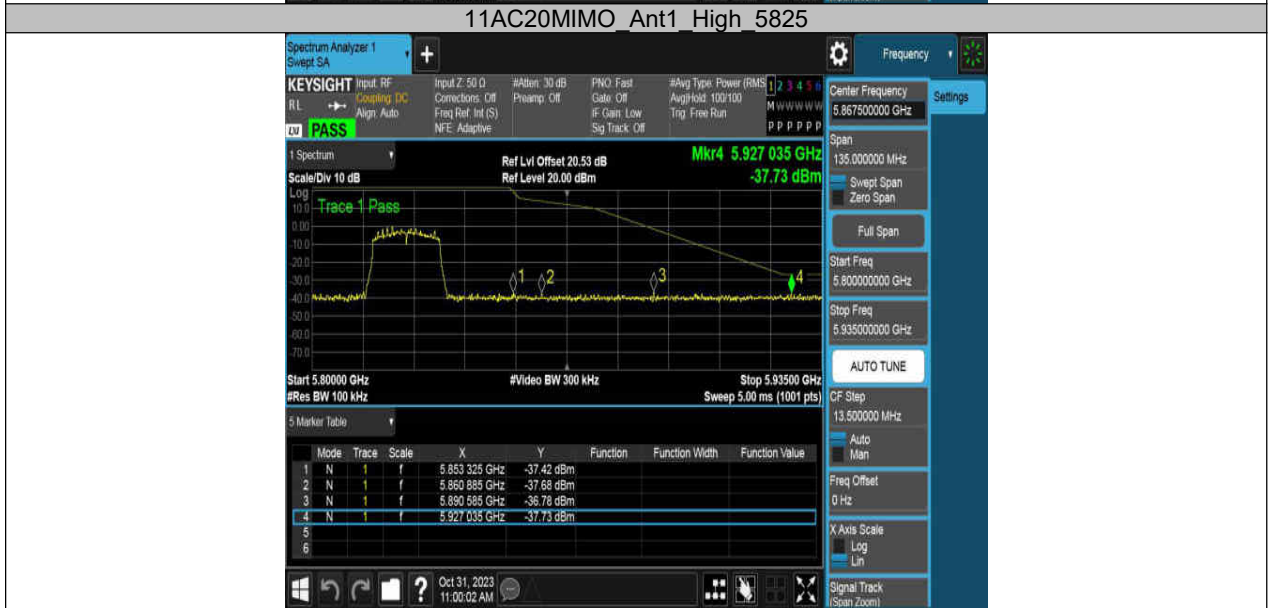 11AC20MIMO_Ant1_High_5825
Spectrum Analyzer 1
Swept SA
+
Frequency
KEYSIGHT
RL
PASS
Input: RF
Coupling: DC
Align: Auto
Input Z: 50 Ω
Corrections: Off
Freq Ref: Int (S)
NFE: Adaptive
#Atten: 30 dB
Preamp: Off
PNO: Fast
Gate: Off
IF Gain: Low
Sig Track: Off
#Avg Type: Power (RMS
Avg|Hold: 100/100
Trig: Free Run
1 2 3 4 5 6
M W W W W W
P P P P P P
Center Frequency
5.867500000 GHz
Settings
Span
135.000000 MHz
Swept Span
Zero Span
Full Span
Start Freq
5.800000000 GHz
Stop Freq
5.935000000 GHz
AUTO TUNE
CF Step
13.500000 MHz
Auto
Man
Freq Offset
0 Hz
X Axis Scale
Log
Lin
Signal Track
(Span Zoom)
1 Spectrum
Scale/Div 10 dB
Ref Lvl Offset 20.53 dB
Ref Level 20.00 dBm
Mkr4 5.927 035 GHz
-37.73 dBm
Log
Trace 1 Pass
10.0
0.00
-10.0
-20.0
-30.0
-40.0
-50.0
-60.0
-70.0
1
2
3
4
Start 5.80000 GHz
#Video BW 300 kHz
Stop 5.93500 GHz
#Res BW 100 kHz
Sweep 5.00 ms (1001 pts)
5 Marker Table
Mode Trace Scale X Y Function Function Width Function Value
1 N 1 f 5.853 325 GHz -37.42 dBm
2 N 1 f 5.860 885 GHz -37.68 dBm
3 N 1 f 5.890 585 GHz -36.78 dBm
4 N 1 f 5.927 035 GHz -37.73 dBm
5
6
?
Oct 31, 2023
11:00:02 AM